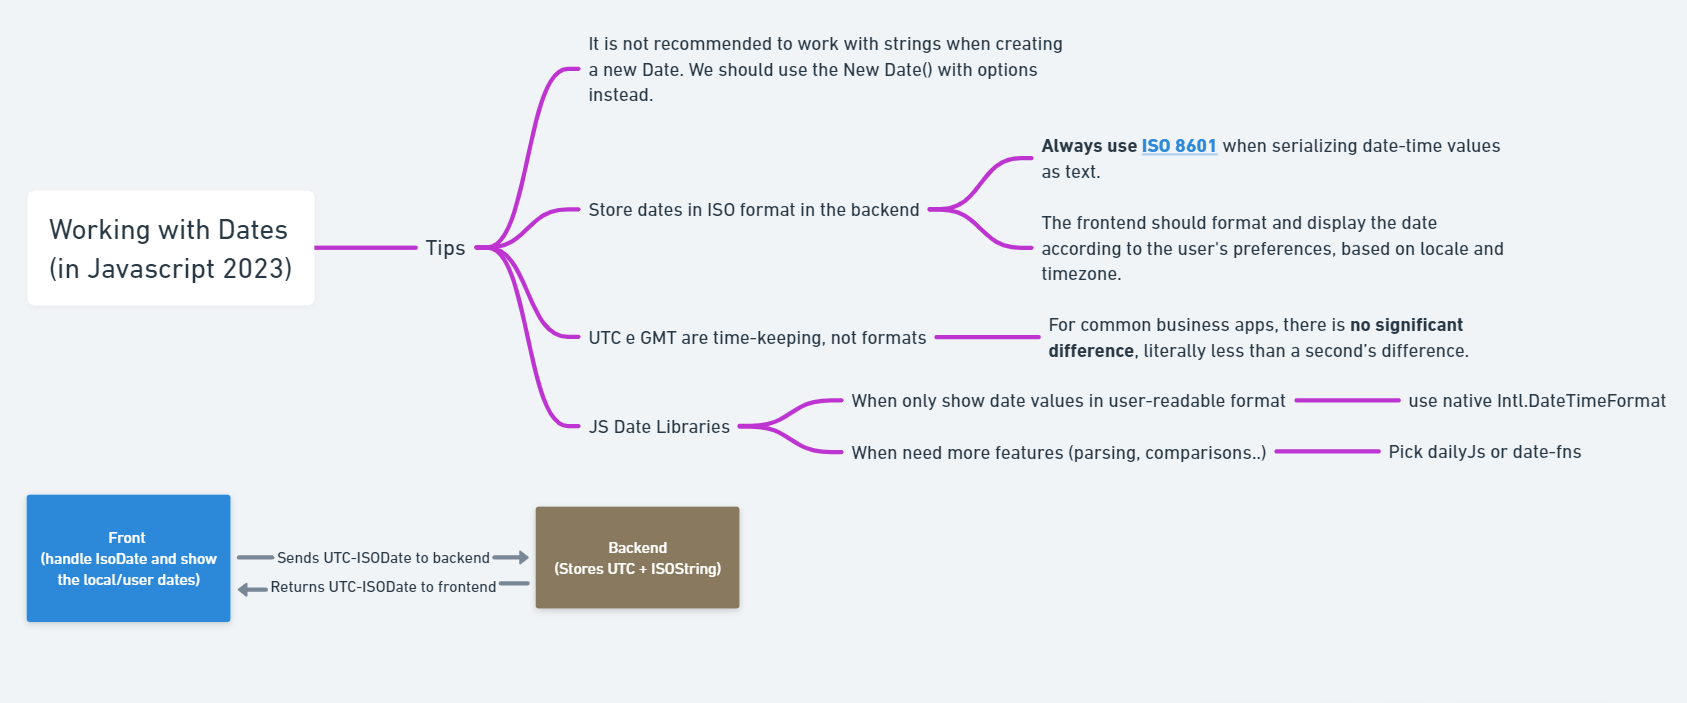 It is not recommended to work with strings when creating
a new Date. We should use the New Date() with options
instead.
Always use ISO 8601 when serializing date-time values
as text.
Store dates in ISO format in the backend
The frontend should format and display the date
according to the user's preferences, based on locale and
timezone.
Working with Dates
(in Javascript 2023)
Tips
UTC e GMT are time-keeping, not formats
For common business apps, there is no significant
difference, literally less than a second's difference.
JS Date Libraries
When only show date values in user-readable format
use native Intl.DateTimeFormat
When need more features (parsing, comparisons..)
Pick dailyJs or date-fns
Front
(handle IsoDate and show
the local/user dates)
Sends UTC-ISODate to backend
Returns UTC-ISODate to frontend
Backend
(Stores UTC + ISOString)